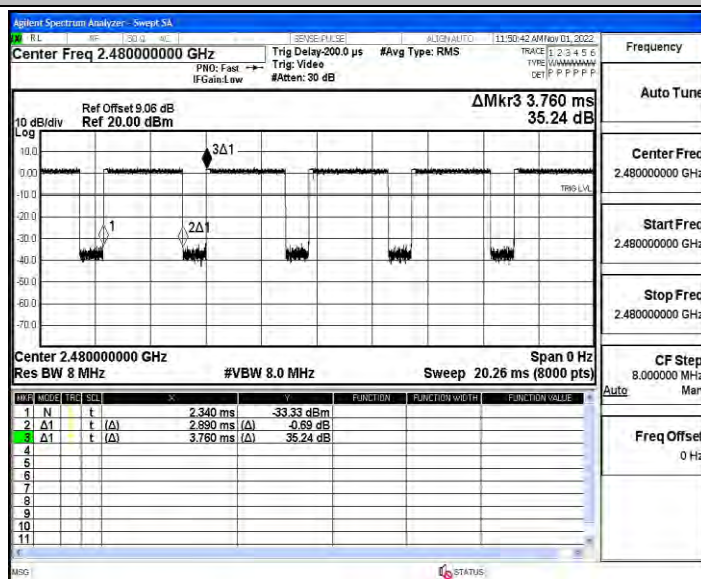 Agilent Spectrum Analyzer - Swept SA
RL RF 50 Ω AC SENSE:PULSE ALIGN AUTO 11:50:42 AM Nov 01, 2022
Center Freq 2.480000000 GHz
PNO: Fast
IFGain:Low
Trig Delay-200.0 µs
Trig: Video
#Atten: 30 dB
#Avg Type: RMS
TRACE 1 2 3 4 5 6
TYPE WWWWWW
DET P P P P P P
ΔMkr3 3.760 ms
35.24 dB
Ref Offset 9.06 dB
Ref 20.00 dBm
10 dB/div
Log
10.0
0.00
-10.0
-20.0
-30.0
-40.0
-50.0
-60.0
-70.0
3Δ1
1
2Δ1
TRIG LVL
Center 2.480000000 GHz Span 0 Hz
Res BW 8 MHz #VBW 8.0 MHz Sweep 20.26 ms (8000 pts)
MKR MODE TRC SCL X Y FUNCTION FUNCTION WIDTH FUNCTION VALUE
1 N t 2.340 ms -33.33 dBm
2 Δ1 t (Δ) 2.890 ms (Δ) -0.69 dB
3 Δ1 t (Δ) 3.760 ms (Δ) 35.24 dB
4
5
6
7
8
9
10
11
MSG STATUS
Frequency
Auto Tune
Center Freq
2.480000000 GHz
Start Freq
2.480000000 GHz
Stop Freq
2.480000000 GHz
CF Step
8.000000 MHz
Auto Man
Freq Offset
0 Hz